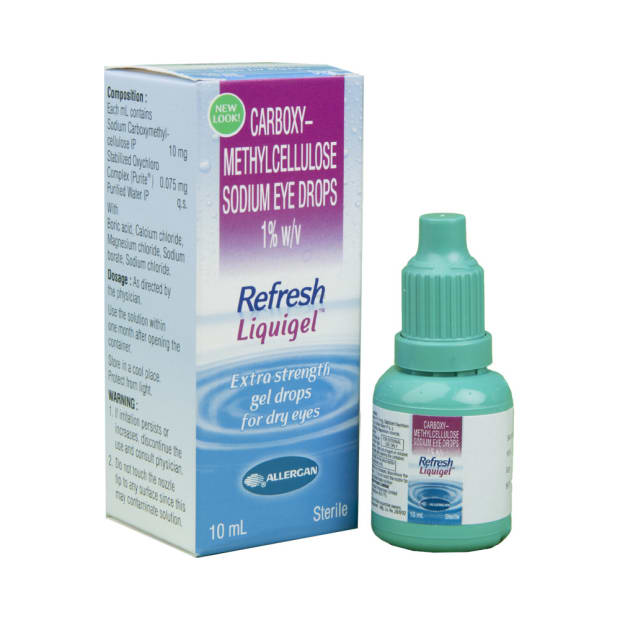 Composition :
Each mL contains
Sodium Carboxymethyl-
cellulose IP 10 mg
Stabilized Oxychloro
Complex (Purite®) 0.075 mg
Purified Water IP q.s.
With
Boric acid, Calcium chloride,
Magnesium chloride, Sodium
borate, Sodium chloride.
Dosage : As directed by
the physician.
Use the solution within
one month after opening the
container.
Store in a cool place.
Protect from light.
WARNING :
1. If irritation persists or
increases, discontinue the
use and consult physician.
2. Do not touch the nozzle
tip to any surface since this
may contaminate solution.
NEW
LOOK!
CARBOXY-
METHYLCELLULOSE
SODIUM EYE DROPS
1% w/v
Refresh
Liquigel™
Extra strength
gel drops
for dry eyes
ALLERGAN
10 mL
Sterile
CARBOXY-
METHYLCELLULOSE
SODIUM EYE DROPS
Refresh
Liquigel
10 mL
Sterile